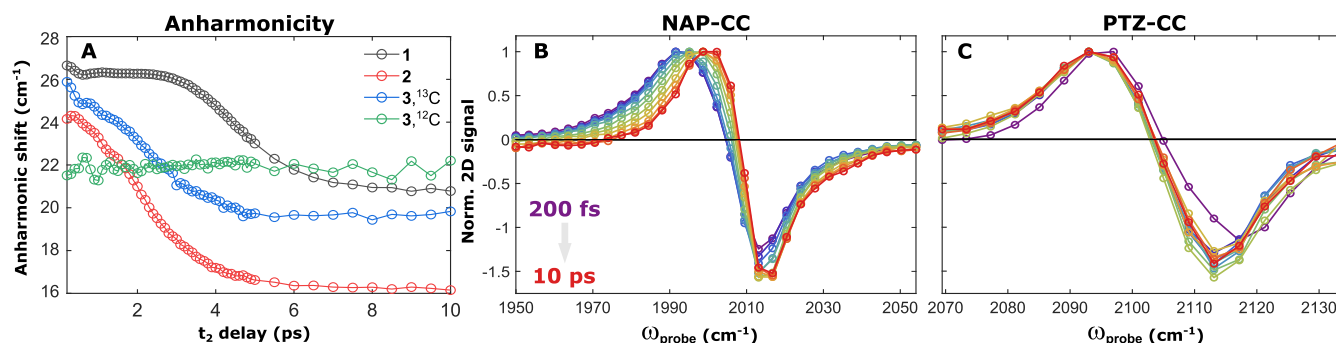 Anharmonicity
A
Anharmonic shift (cm-1)
28
26
24
22
20
18
16
2
4
6
8
10
t2 delay (ps)
1
2
3,13C
3,12C
NAP-CC
B
Norm. 2D signal
1
0.5
0
-0.5
-1
-1.5
200 fs
10 ps
1950
1970
1990
2010
2030
2050
ωprobe (cm-1)
PTZ-CC
C
2070
2080
2090
2100
2110
2120
2130
ωprobe (cm-1)